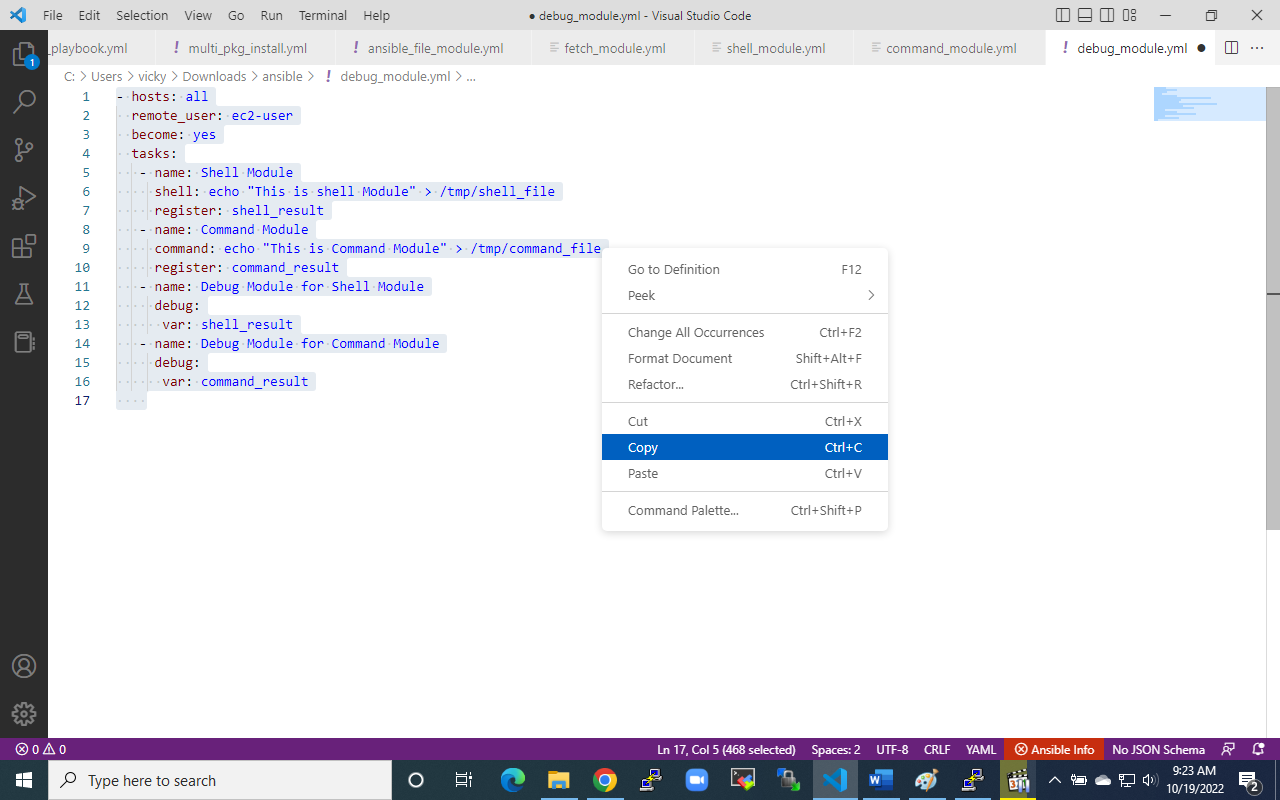 File Edit Selection View Go Run Terminal Help
● debug_module.yml - Visual Studio Code
_playbook.yml
! multi_pkg_install.yml
! ansible_file_module.yml
fetch_module.yml
shell_module.yml
command_module.yml
! debug_module.yml ●
C: > Users > vicky > Downloads > ansible > ! debug_module.yml > ...
1 - hosts: all
2 remote_user: ec2-user
3 become: yes
4 tasks:
5 - name: Shell Module
6 shell: echo "This is shell Module" > /tmp/shell_file
7 register: shell_result
8 - name: Command Module
9 command: echo "This is Command Module" > /tmp/command_file
10 register: command_result
11 - name: Debug Module for Shell Module
12 debug:
13 var: shell_result
14 - name: Debug Module for Command Module
15 debug:
16 var: command_result
17
Go to Definition F12
Peek
Change All Occurrences Ctrl+F2
Format Document Shift+Alt+F
Refactor... Ctrl+Shift+R
Cut Ctrl+X
Copy Ctrl+C
Paste Ctrl+V
Command Palette... Ctrl+Shift+P
1
0 0
Ln 17, Col 5 (468 selected)
Spaces: 2
UTF-8
CRLF
YAML
Ansible Info
No JSON Schema
Type here to search
9:23 AM
10/19/2022
2